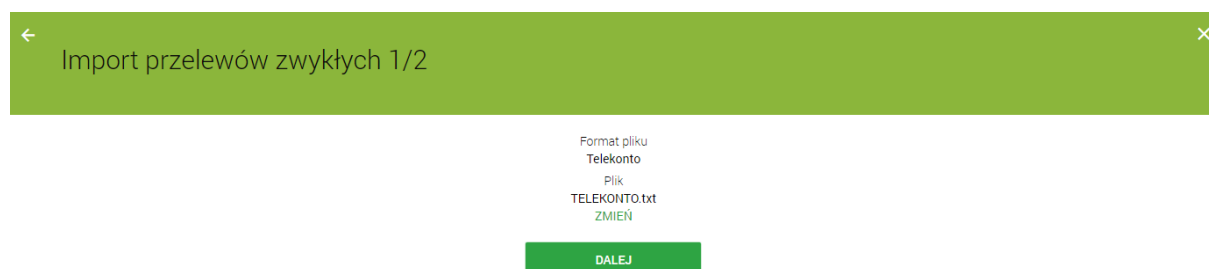 Import przelewów zwykłych 1/2
Format pliku
Telekonto
Plik
TELEKONTO.txt
ZMIEŃ
DALEJ